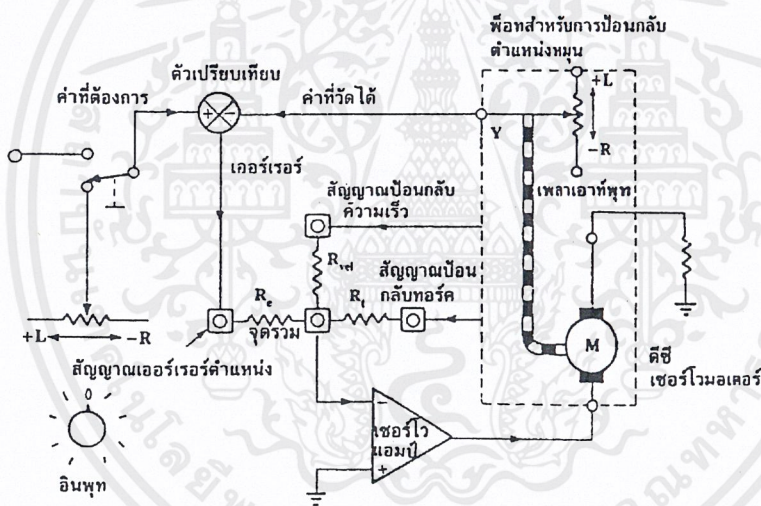 พ็อทสำหรับการป้อนกลับ
ตำแหน่งหมุน
ตัวเปรียบเทียบ
+L
ค่าที่ต้องการ
ค่าที่วัดได้
+
-
Y
-R
เออร์เรอร์
เพลาเอาท์พุท
สัญญาณป้อนกลับ
ความเร็ว
Rvel
สัญญาณป้อน
กลับทอร์ค
Re
Rt
จุดรวม
+L
-R
M
สัญญาณเออร์เรอร์ตำแหน่ง
ดีซี
เซอร์โวมอเตอร์
-
เซอร์โว
แอมป์
+
0
อินพุท